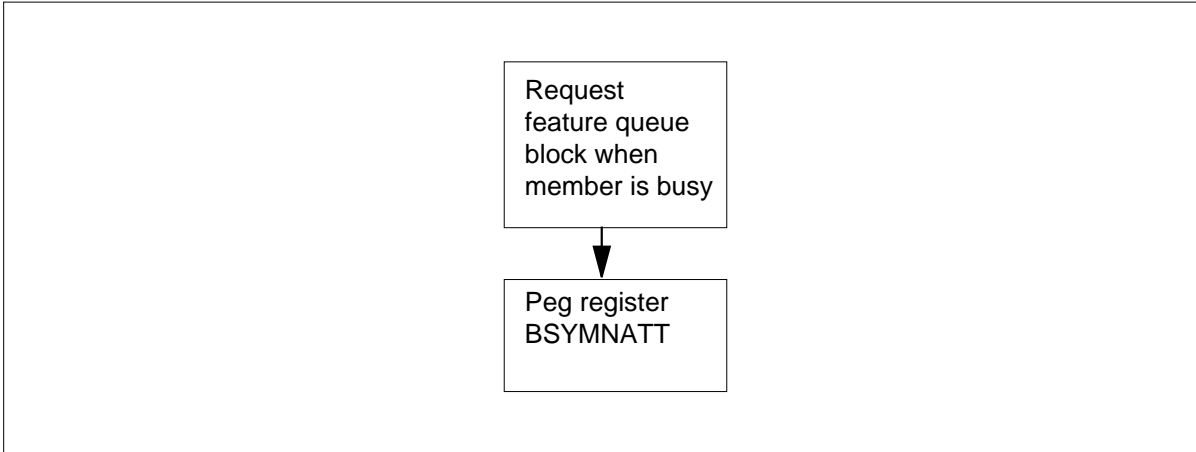 Request
feature queue
block when
member is busy
Peg register
BSYMNATT